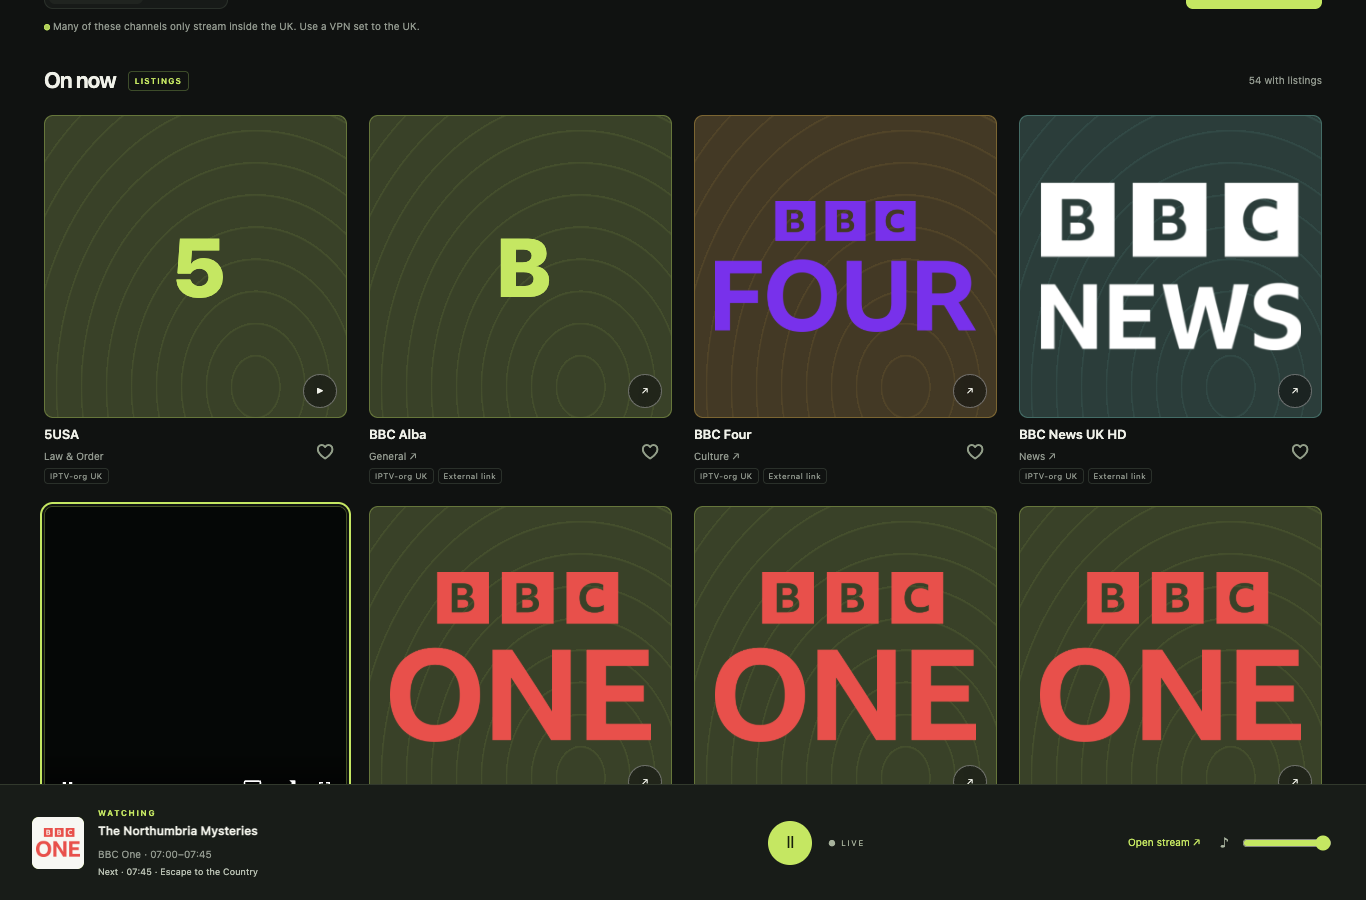 Many of these channels only stream inside the UK. Use a VPN set to the UK.
On now LISTINGS 54 with listings
5
B
BBC
FOUR
BBC
NEWS
5USA
Law & Order
IPTV-org UK
BBC Alba
General ↗
IPTV-org UK External link
BBC Four
Culture ↗
IPTV-org UK External link
BBC News UK HD
News ↗
IPTV-org UK External link
BBC
ONE
BBC
ONE
BBC
ONE
BBC
ONE
WATCHING
The Northumbria Mysteries
BBC One · 07:00–07:45
Next · 07:45 · Escape to the Country
LIVE
Open stream ↗